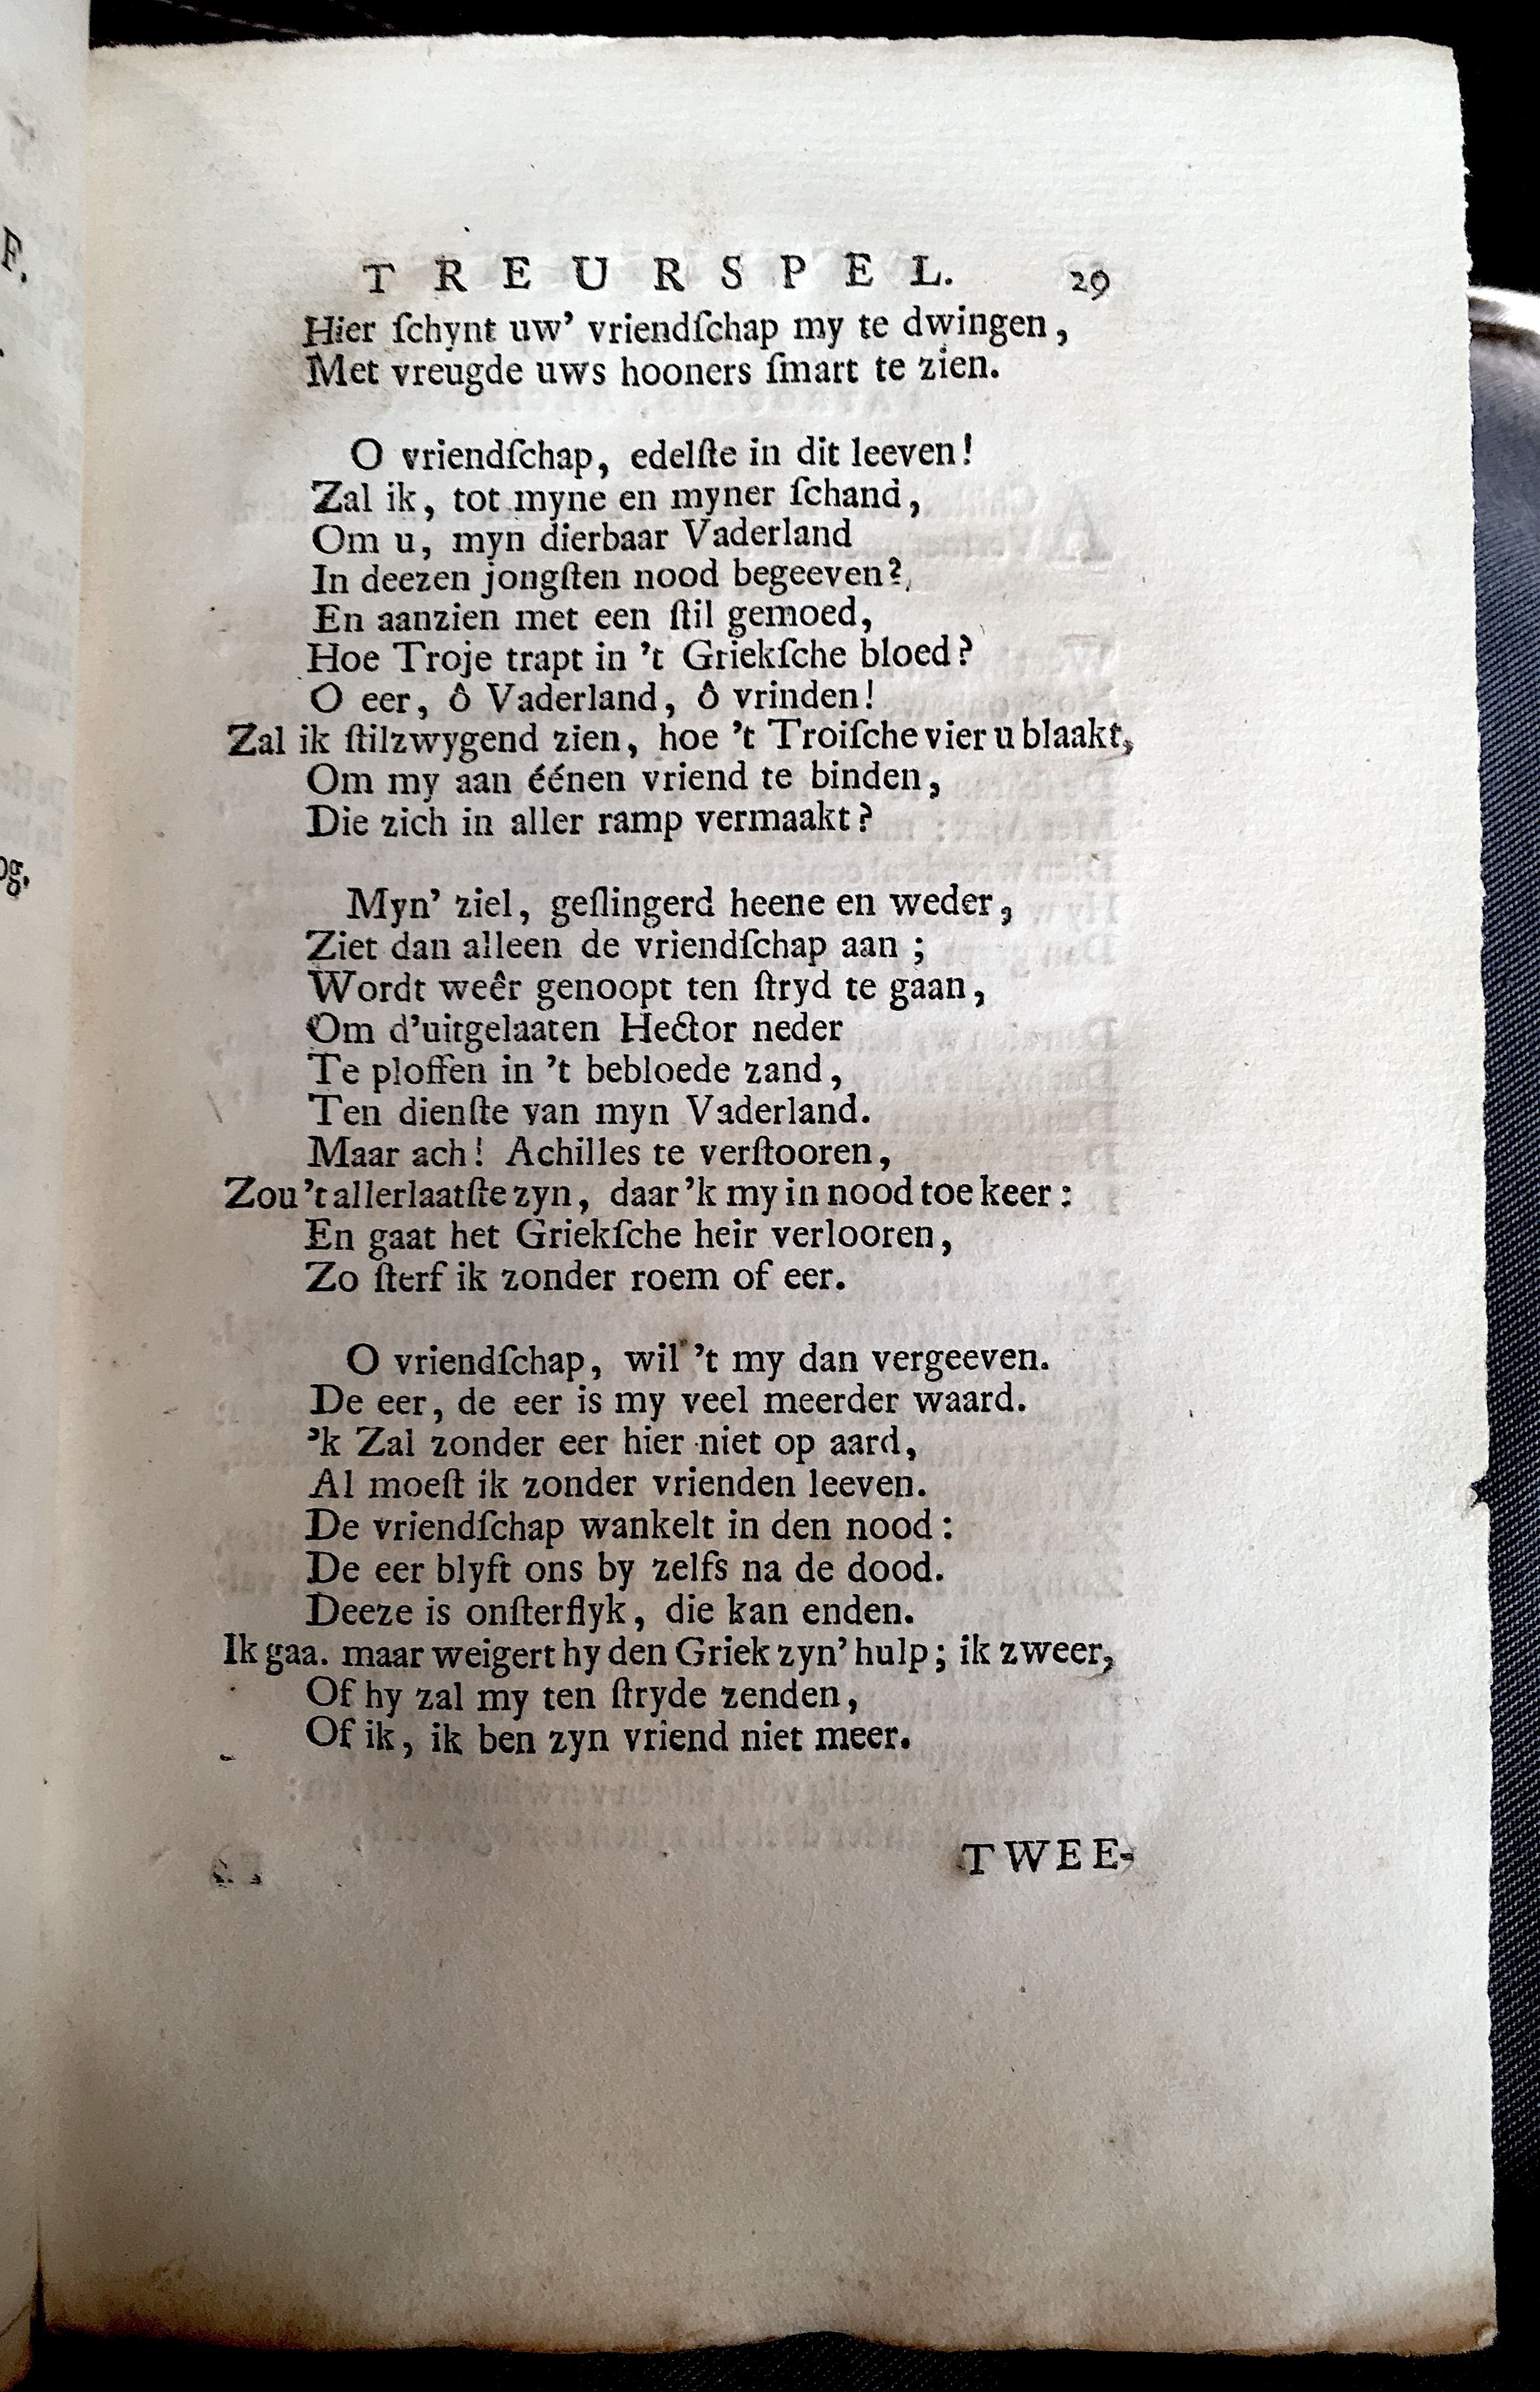 TREURSPEL. 29
Hier ſchynt uw’ vriendſchap my te dwingen,
Met vreugde uws hooners ſmart te zien.
O vriendſchap, edelſte in dit leeven!
Zal ik, tot myne en myner ſchand,
Om u, myn dierbaar Vaderland
In deezen jongſten nood begeeven?
En aanzien met een ſtil gemoed,
Hoe Troje trapt in ’t Griekſche bloed?
O eer, ô Vaderland, ô vrinden!
Zal ik ſtilzwygend zien, hoe ’t Troiſche vier u blaakt,
Om my aan éénen vriend te binden,
Die zich in aller ramp vermaakt?
Myn’ ziel, geſlingerd heene en weder,
Ziet dan alleen de vriendſchap aan;
Wordt weêr genoopt ten ſtryd te gaan,
Om d’uitgelaaten Hector neder
Te ploffen in ’t bebloede zand,
Ten dienſte van myn Vaderland.
Maar ach! Achilles te verſtooren,
Zou ’t allerlaatſte zyn, daar ’k my in nood toe keer:
En gaat het Griekſche heir verlooren,
Zo ſterf ik zonder roem of eer.
O vriendſchap, wil ’t my dan vergeeven.
De eer, de eer is my veel meerder waard.
’k Zal zonder eer hier niet op aard,
Al moeſt ik zonder vrienden leeven.
De vriendſchap wankelt in den nood:
De eer blyft ons by zelfs na de dood.
Deeze is onſterflyk, die kan enden.
Ik gaa. maar weigert hy den Griek zyn’ hulp; ik zweer,
Of hy zal my ten ſtryde zenden,
Of ik, ik ben zyn vriend niet meer.
TWEE-
F.
og,